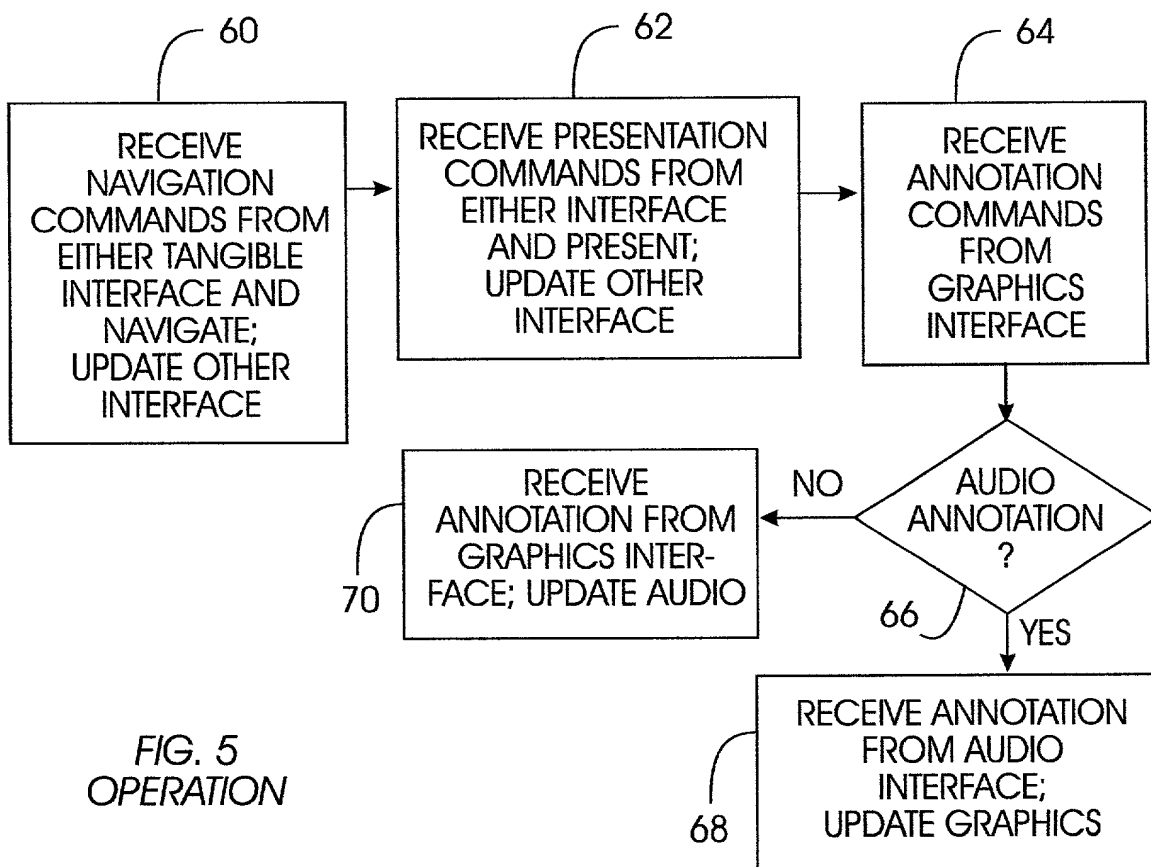 60
RECEIVE
NAVIGATION
COMMANDS FROM
EITHER TANGIBLE
INTERFACE AND
NAVIGATE;
UPDATE OTHER
INTERFACE
62
RECEIVE PRESENTATION
COMMANDS FROM
EITHER INTERFACE
AND PRESENT;
UPDATE OTHER
INTERFACE
64
RECEIVE
ANNOTATION
COMMANDS
FROM
GRAPHICS
INTERFACE
AUDIO
ANNOTATION
?
66
NO
YES
RECEIVE
ANNOTATION FROM
GRAPHICS INTER-
FACE; UPDATE AUDIO
70
RECEIVE ANNOTATION
FROM AUDIO
INTERFACE;
UPDATE GRAPHICS
68
FIG. 5
OPERATION